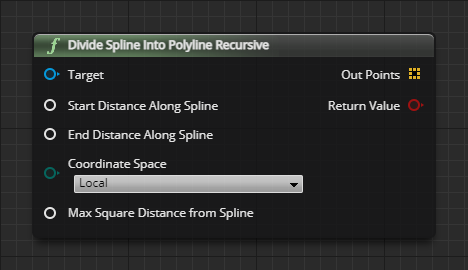 f Divide Spline Into Polyline Recursive
Target Out Points
Start Distance Along Spline Return Value
End Distance Along Spline
Coordinate Space
Local
Max Square Distance from Spline